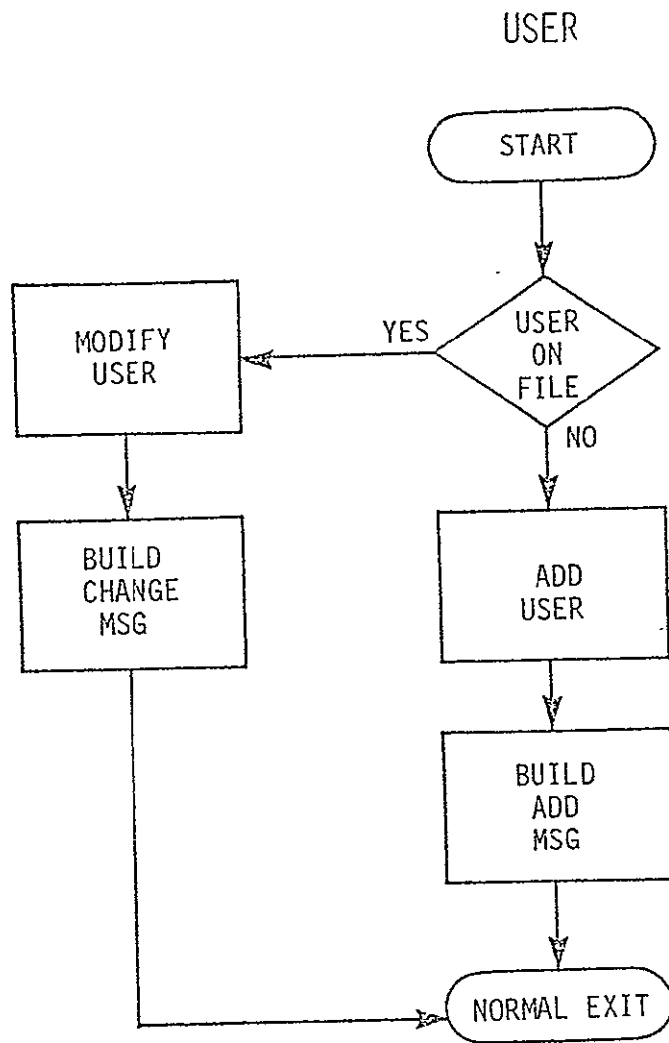 USER
START
USER
ON
FILE
YES
NO
MODIFY
USER
BUILD
CHANGE
MSG
ADD
USER
BUILD
ADD
MSG
NORMAL EXIT